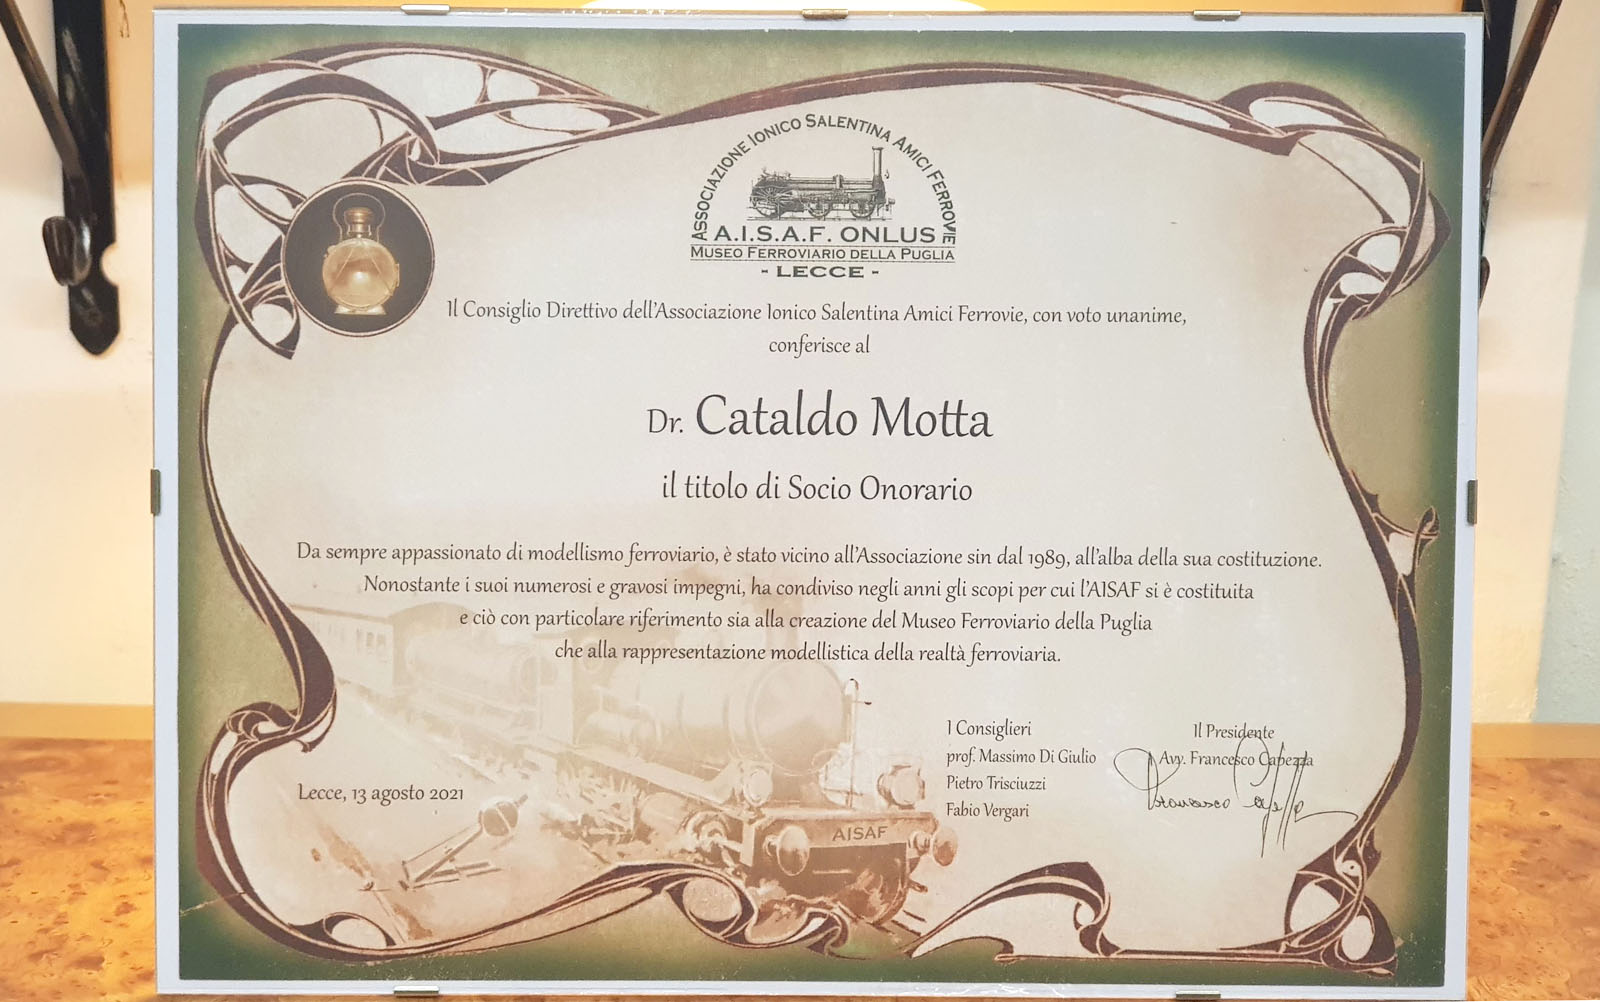 Associazione Ionico Salentina Amici Ferrovie
A.I.S.A.F. ONLUS
Museo Ferroviario della Puglia
- LECCE -
Il Consiglio Direttivo dell'Associazione Ionico Salentina Amici Ferrovie, con voto unanime,
conferisce al
Dr. Cataldo Motta
il titolo di Socio Onorario
Da sempre appassionato di modellismo ferroviario, è stato vicino all'Associazione sin dal 1989, all'alba della sua costituzione.
Nonostante i suoi numerosi e gravosi impegni, ha condiviso negli anni gli scopi per cui l'AISAF si è costituita
e ciò con particolare riferimento sia alla creazione del Museo Ferroviario della Puglia
che alla rappresentazione modellistica della realtà ferroviaria.
I Consiglieri
prof. Massimo Di Giulio
Pietro Trisciuzzi
Fabio Vergari
Il Presidente
Avv. Francesco Capezza
Francesco Capezza
Lecce, 13 agosto 2021
AISAF